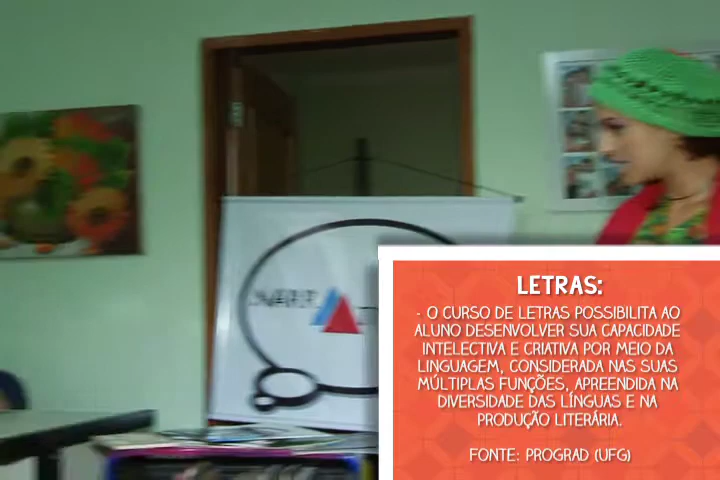 LETRAS:
- O CURSO DE LETRAS POSSIBILITA AO
ALUNO DESENVOLVER SUA CAPACIDADE
INTELECTIVA E CRIATIVA POR MEIO DA
LINGUAGEM, CONSIDERADA NAS SUAS
MÚLTIPLAS FUNÇÕES, APREENDIDA NA
DIVERSIDADE DAS LÍNGUAS E NA
PRODUÇÃO LITERÁRIA.
FONTE: PROGRAD (UFG)